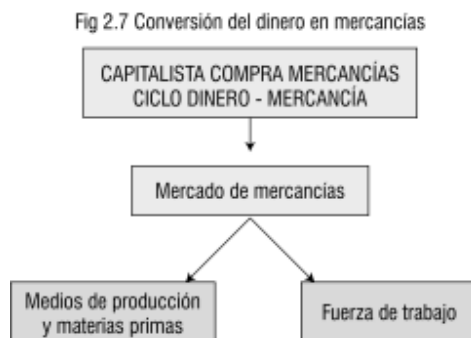 Fig 2.7 Conversión del dinero en mercancías
CAPITALISTA COMPRA MERCANCÍAS
CICLO DINERO - MERCANCÍA
Mercado de mercancías
Medios de producción
y materias primas
Fuerza de trabajo